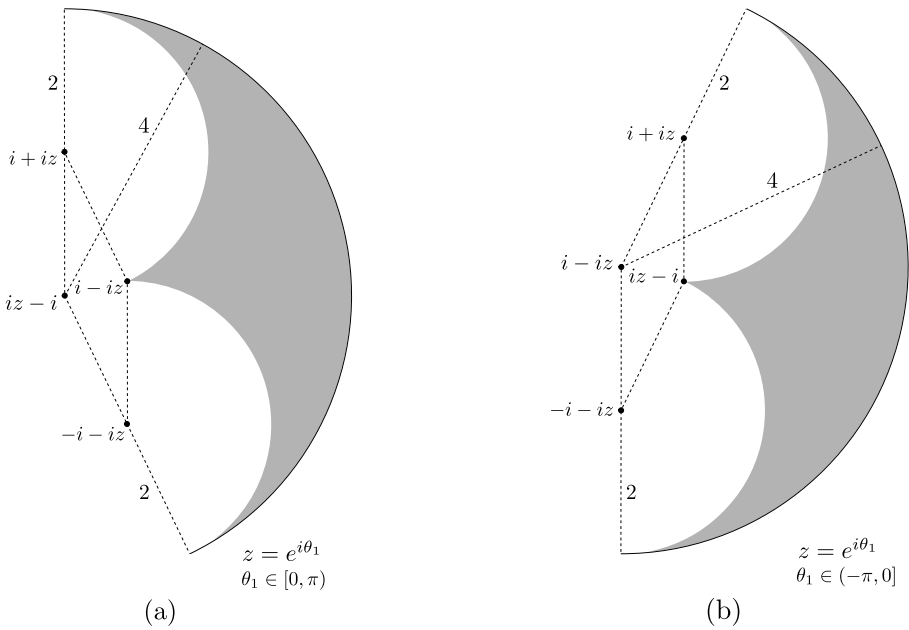 2
4
i + iz
iz − i
i − iz
−i − iz
2
z = e^{iθ_1}
θ_1 ∈ [0, π)
(a)
2
i + iz
4
i − iz
iz − i
−i − iz
2
z = e^{iθ_1}
θ_1 ∈ (−π, 0]
(b)